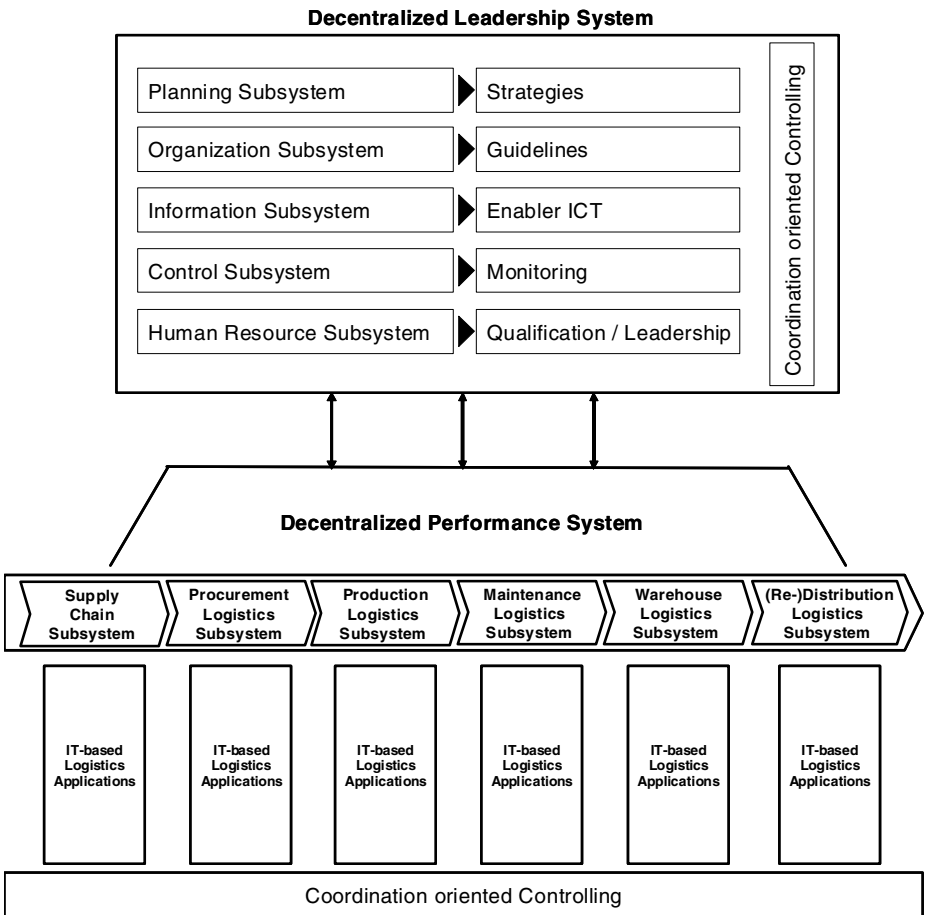 Decentralized Leadership System
Planning Subsystem
Strategies
Organization Subsystem
Guidelines
Information Subsystem
Enabler ICT
Control Subsystem
Monitoring
Human Resource Subsystem
Qualification / Leadership
Coordination oriented Controlling
Decentralized Performance System
Supply
Chain
Subsystem
Procurement
Logistics
Subsystem
Production
Logistics
Subsystem
Maintenance
Logistics
Subsystem
Warehouse
Logistics
Subsystem
(Re-)Distribution
Logistics
Subsystem
IT-based
Logistics
Applications
IT-based
Logistics
Applications
IT-based
Logistics
Applications
IT-based
Logistics
Applications
IT-based
Logistics
Applications
IT-based
Logistics
Applications
Coordination oriented Controlling